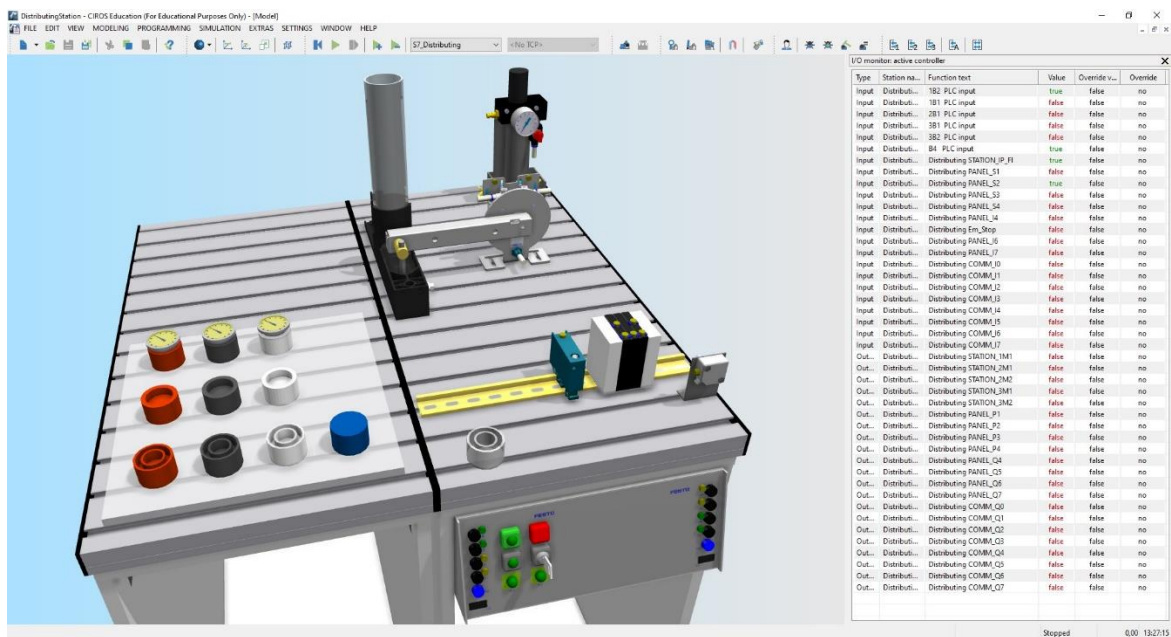 DistributingStation - CIROS Education (For Educational Purposes Only) - [Model]
FILE EDIT VIEW MODELING PROGRAMMING SIMULATION EXTRAS SETTINGS WINDOW HELP
S7_Distributing <No TCP>
I/O monitor: active controller
Type Station na... Function text Value Override v... Override
Input Distributi... 1B2 PLC input true false no
Input Distributi... 1B1 PLC input false false no
Input Distributi... 2B1 PLC input false false no
Input Distributi... 3B1 PLC input false false no
Input Distributi... 3B2 PLC input false false no
Input Distributi... B4 PLC input true false no
Input Distributi... Distributing STATION_IP_FI true false no
Input Distributi... Distributing PANEL_S1 false false no
Input Distributi... Distributing PANEL_S2 true false no
Input Distributi... Distributing PANEL_S3 false false no
Input Distributi... Distributing PANEL_S4 false false no
Input Distributi... Distributing PANEL_I4 false false no
Input Distributi... Distributing Em_Stop false false no
Input Distributi... Distributing PANEL_I6 false false no
Input Distributi... Distributing PANEL_I7 false false no
Input Distributi... Distributing COMM_I0 false false no
Input Distributi... Distributing COMM_I1 false false no
Input Distributi... Distributing COMM_I2 false false no
Input Distributi... Distributing COMM_I3 false false no
Input Distributi... Distributing COMM_I4 false false no
Input Distributi... Distributing COMM_I5 false false no
Input Distributi... Distributing COMM_I6 false false no
Input Distributi... Distributing COMM_I7 false false no
Out... Distributi... Distributing STATION_1M1 false false no
Out... Distributi... Distributing STATION_2M1 false false no
Out... Distributi... Distributing STATION_2M2 false false no
Out... Distributi... Distributing STATION_3M1 false false no
Out... Distributi... Distributing STATION_3M2 false false no
Out... Distributi... Distributing PANEL_P1 false false no
Out... Distributi... Distributing PANEL_P2 false false no
Out... Distributi... Distributing PANEL_P3 false false no
Out... Distributi... Distributing PANEL_P4 false false no
Out... Distributi... Distributing PANEL_Q4 false false no
Out... Distributi... Distributing PANEL_Q5 false false no
Out... Distributi... Distributing PANEL_Q6 false false no
Out... Distributi... Distributing PANEL_Q7 false false no
Out... Distributi... Distributing COMM_Q0 false false no
Out... Distributi... Distributing COMM_Q1 false false no
Out... Distributi... Distributing COMM_Q2 false false no
Out... Distributi... Distributing COMM_Q3 false false no
Out... Distributi... Distributing COMM_Q4 false false no
Out... Distributi... Distributing COMM_Q5 false false no
Out... Distributi... Distributing COMM_Q6 false false no
Out... Distributi... Distributing COMM_Q7 false false no
FESTO
FESTO
Stopped 0,00 13:27:15